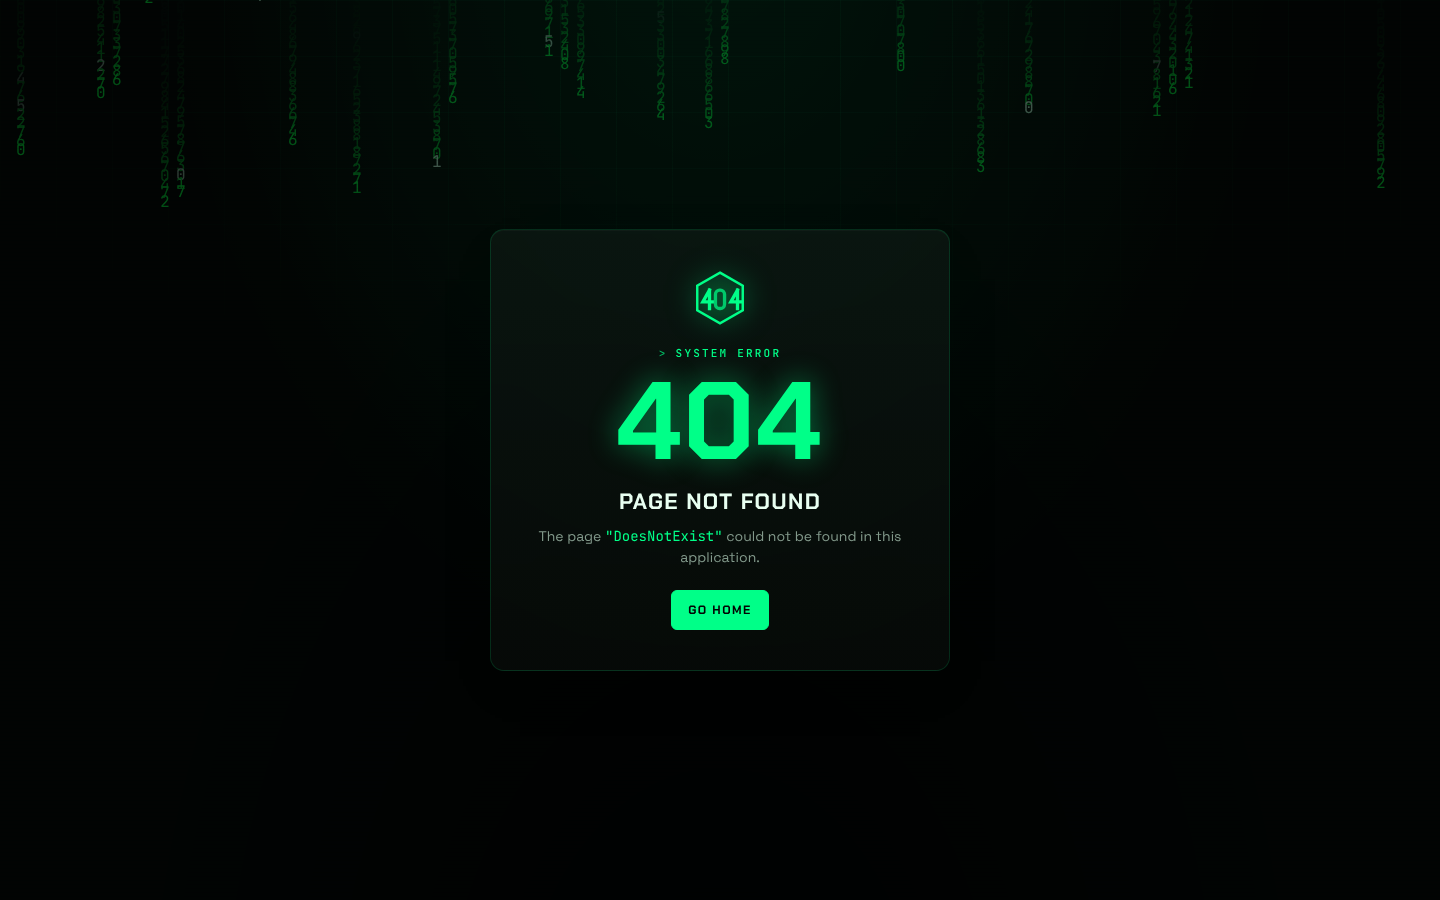 404
> SYSTEM ERROR
404
PAGE NOT FOUND
The page "DoesNotExist" could not be found in this
application.
GO HOME